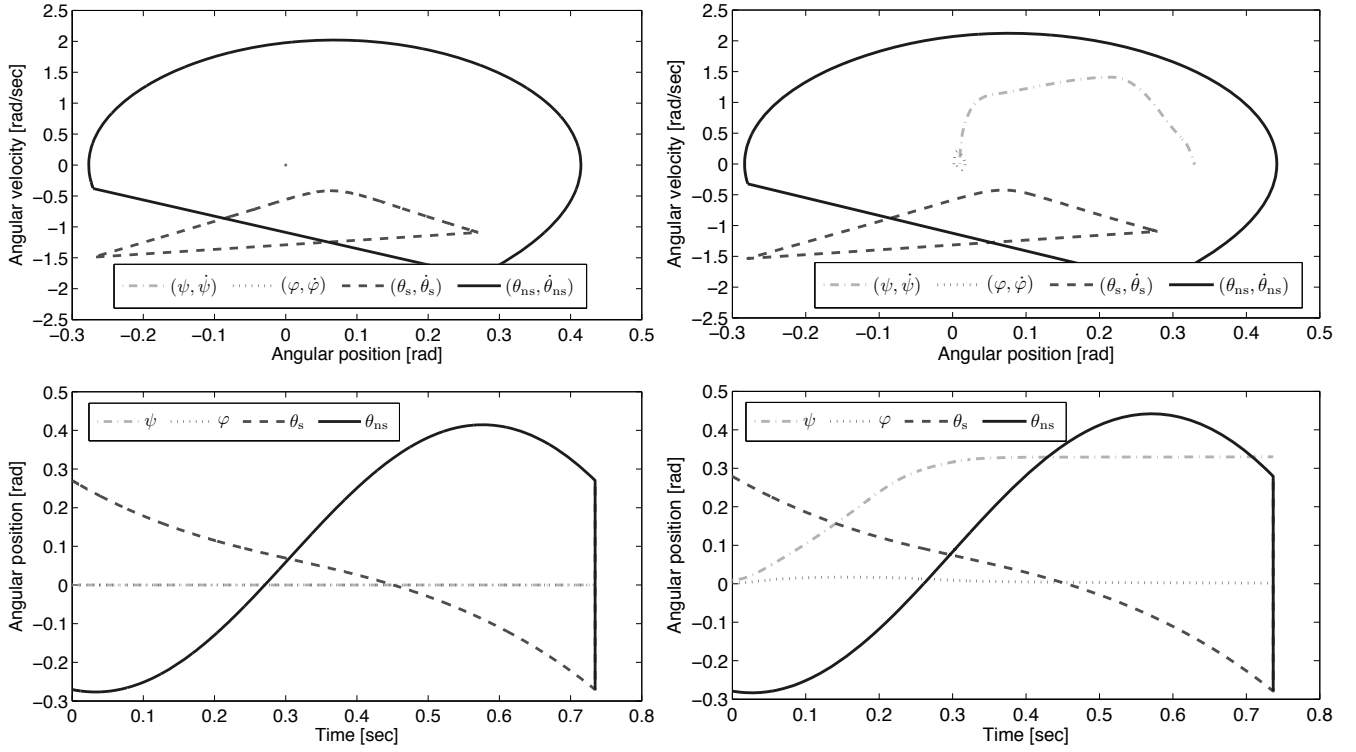 2.5
2
1.5
1
0.5
0
−0.5
−1
−1.5
−2
−2.5
Angular velocity [rad/sec]
(ψ, ψ̇) (φ, φ̇) (θs, θ̇s) (θns, θ̇ns)
−0.3 −0.2 −0.1 0 0.1 0.2 0.3 0.4 0.5
Angular position [rad]
2.5
2
1.5
1
0.5
0
−0.5
−1
−1.5
−2
−2.5
Angular velocity [rad/sec]
(ψ, ψ̇) (φ, φ̇) (θs, θ̇s) (θns, θ̇ns)
−0.3 −0.2 −0.1 0 0.1 0.2 0.3 0.4 0.5
Angular position [rad]
0.5
0.4
0.3
0.2
0.1
0
−0.1
−0.2
−0.3
Angular position [rad]
ψ φ θs θns
0 0.1 0.2 0.3 0.4 0.5 0.6 0.7 0.8
Time [sec]
0.5
0.4
0.3
0.2
0.1
0
−0.1
−0.2
−0.3
Angular position [rad]
ψ φ θs θns
0 0.1 0.2 0.3 0.4 0.5 0.6 0.7 0.8
Time [sec]